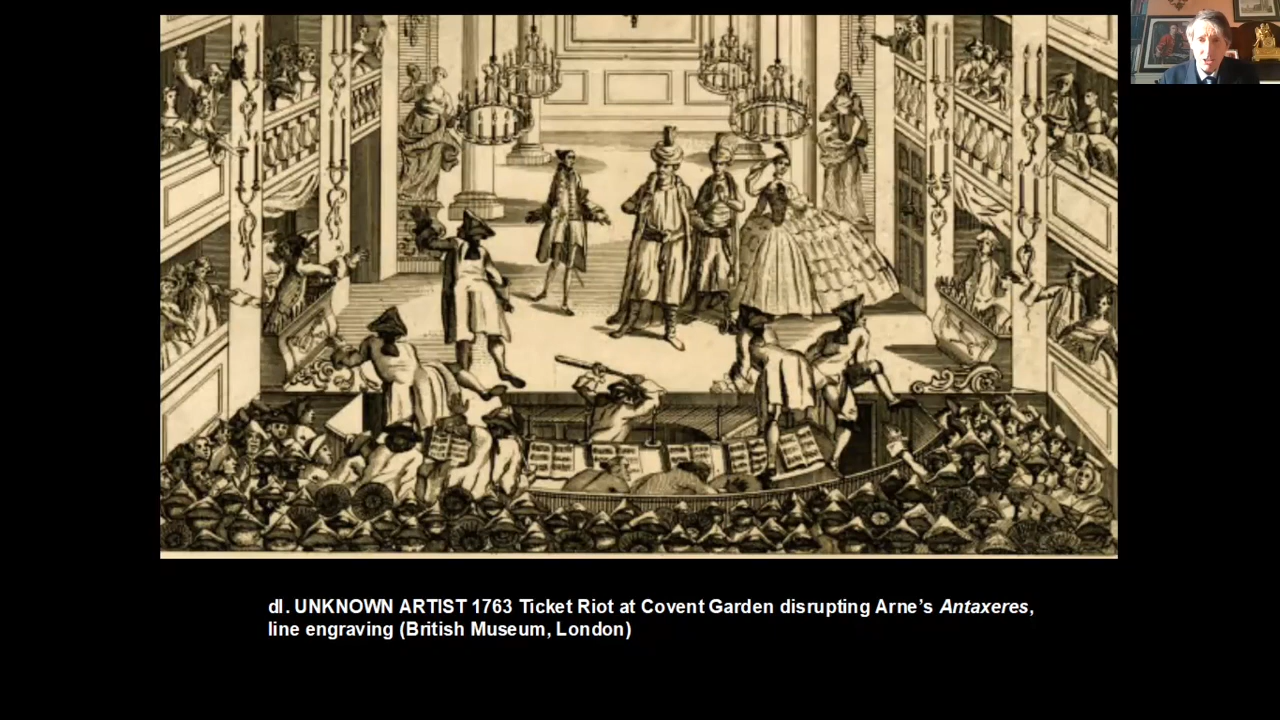 dl. UNKNOWN ARTIST 1763 Ticket Riot at Covent Garden disrupting Arne’s Antaxeres,
line engraving (British Museum, London)